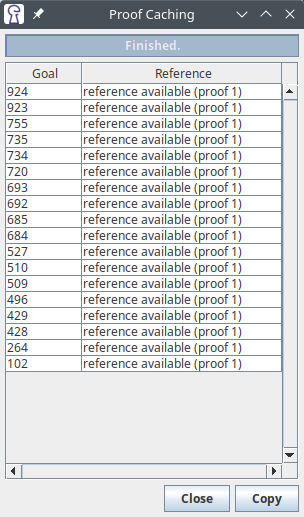 Proof Caching
Finished.
Goal Reference
924 reference available (proof 1)
923 reference available (proof 1)
755 reference available (proof 1)
735 reference available (proof 1)
734 reference available (proof 1)
720 reference available (proof 1)
693 reference available (proof 1)
692 reference available (proof 1)
685 reference available (proof 1)
684 reference available (proof 1)
527 reference available (proof 1)
510 reference available (proof 1)
509 reference available (proof 1)
496 reference available (proof 1)
429 reference available (proof 1)
428 reference available (proof 1)
264 reference available (proof 1)
102 reference available (proof 1)
Close Copy